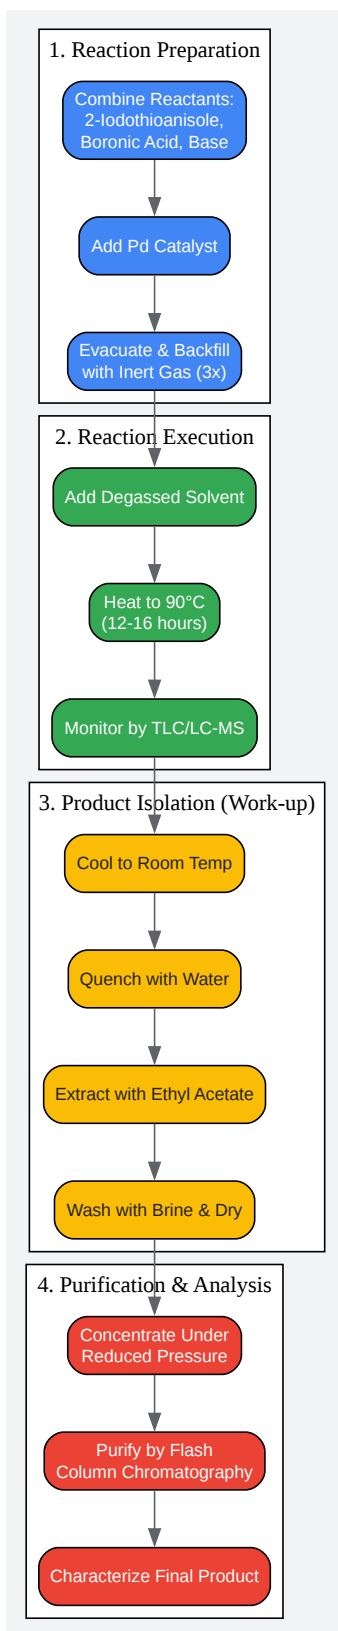 1. Reaction Preparation
Combine Reactants:
2-Iodothioanisole,
Boronic Acid, Base
Add Pd Catalyst
Evacuate & Backfill
with Inert Gas (3x)
2. Reaction Execution
Add Degassed Solvent
Heat to 90°C
(12-16 hours)
Monitor by TLC/LC-MS
3. Product Isolation (Work-up)
Cool to Room Temp
Quench with Water
Extract with Ethyl Acetate
Wash with Brine & Dry
4. Purification & Analysis
Concentrate Under
Reduced Pressure
Purify by Flash
Column Chromatography
Characterize Final Product